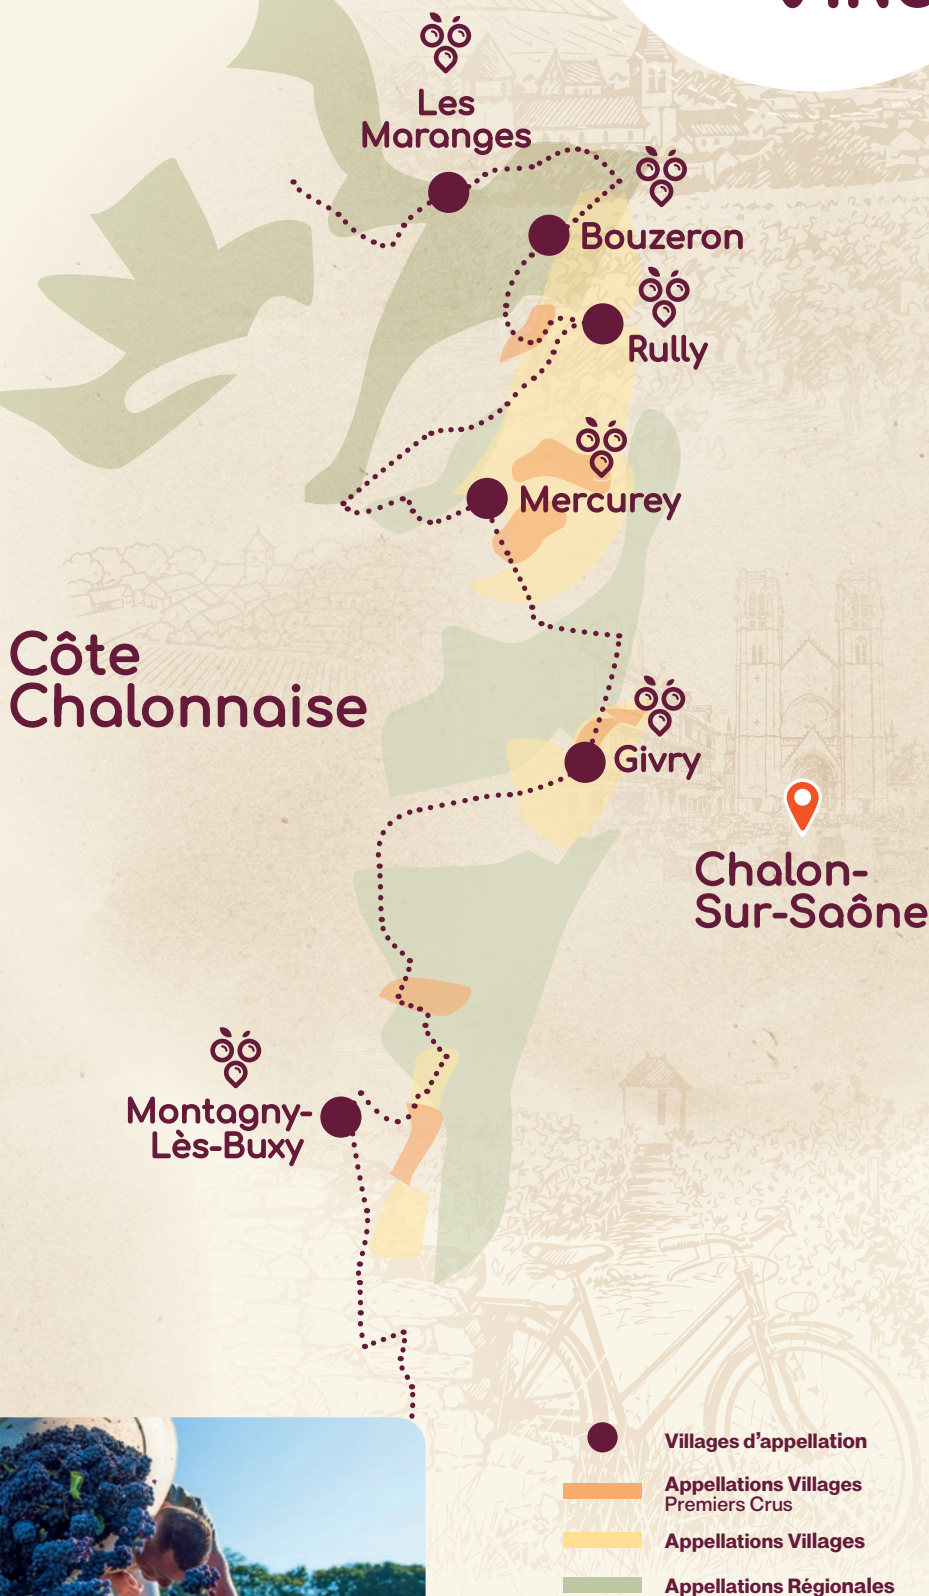 Les
Maranges
Bouzeron
Rully
Mercurey
Côte
Chalonnaise
Givry
Chalon-
Sur-Saône
Montagny-
Lès-Buxy
Villages d'appellation
Appellations Villages
Premiers Crus
Appellations Villages
Appellations Régionales